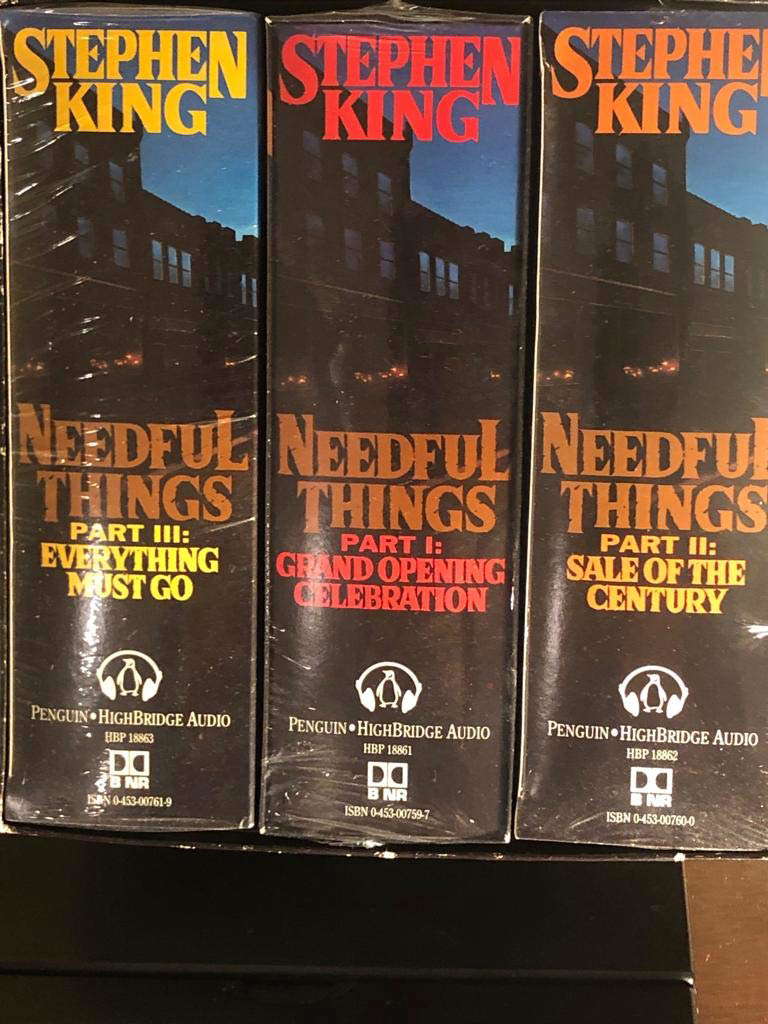 STEPHEN
KING
NEEDFUL
THINGS
PART III:
EVERYTHING
MUST GO
PENGUIN•HIGHBRIDGE AUDIO
HBP 18863
B NR
ISBN 0-453-00761-9
STEPHEN
KING
NEEDFUL
THINGS
PART I:
GRAND OPENING
CELEBRATION
PENGUIN•HIGHBRIDGE AUDIO
HBP 18861
B NR
ISBN 0-453-00759-7
STEPHE
KING
NEEDFUL
THINGS
PART II:
SALE OF THE
CENTURY
PENGUIN•HIGHBRIDGE AUDIO
HBP 18862
B NR
ISBN 0-453-00760-0